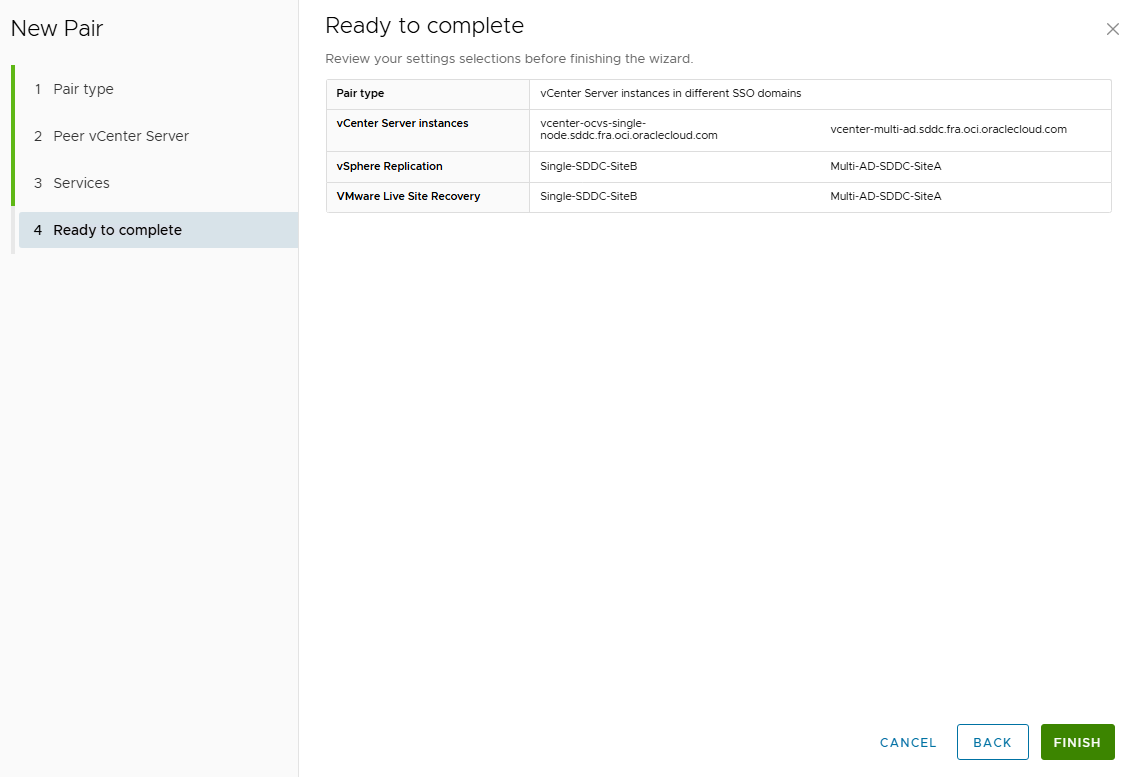 New Pair
1 Pair type
2 Peer vCenter Server
3 Services
4 Ready to complete
Ready to complete
Review your settings selections before finishing the wizard.
Pair type vCenter Server instances in different SSO domains
vCenter Server instances vcenter-ocvs-single-
node.sddc.fra.oci.oraclecloud.com vcenter-multi-ad.sddc.fra.oci.oraclecloud.com
vSphere Replication Single-SDDC-SiteB Multi-AD-SDDC-SiteA
VMware Live Site Recovery Single-SDDC-SiteB Multi-AD-SDDC-SiteA
CANCEL BACK FINISH